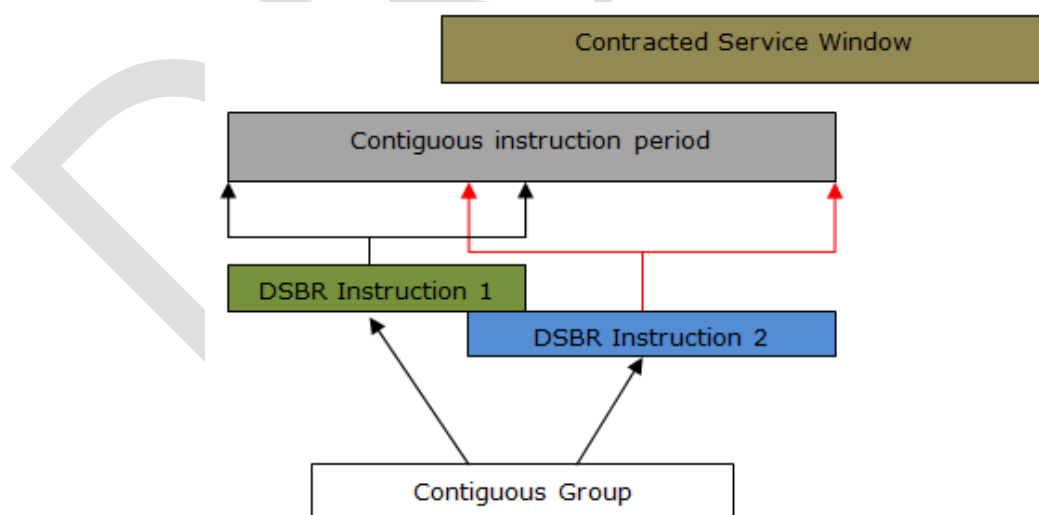 Contracted Service Window
Contiguous instruction period
DSBR Instruction 1
DSBR Instruction 2
Contiguous Group